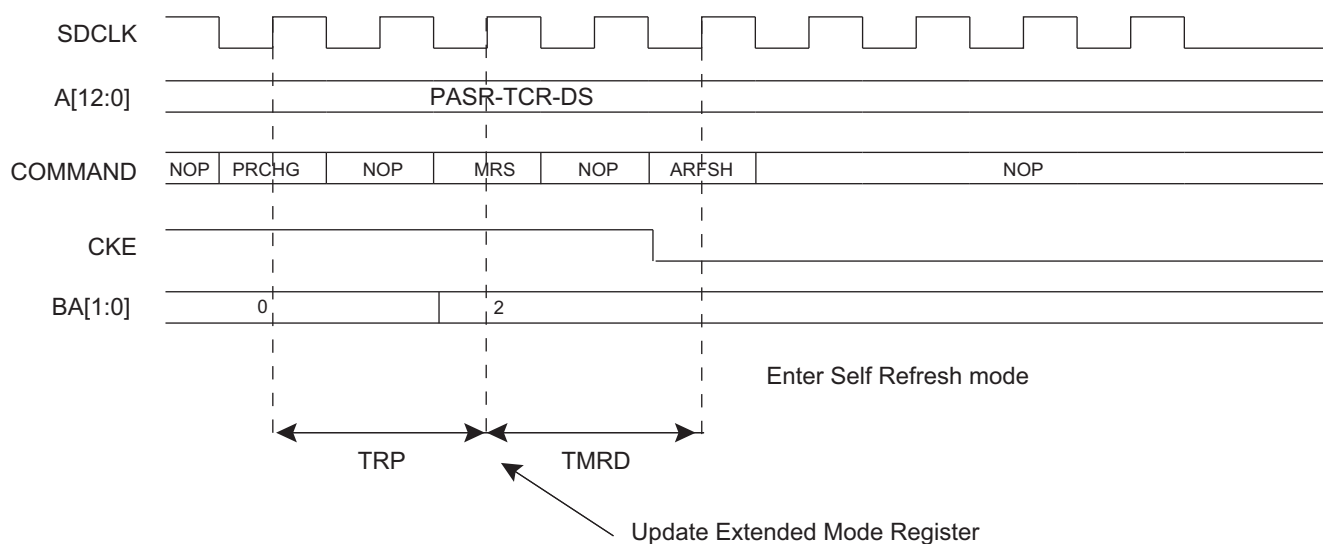 SDCLK
A[12:0]
PASR-TCR-DS
COMMAND
NOP PRCHG NOP MRS NOP ARFSH NOP
CKE
BA[1:0]
0 2
Enter Self Refresh mode
TRP TMRD
Update Extended Mode Register